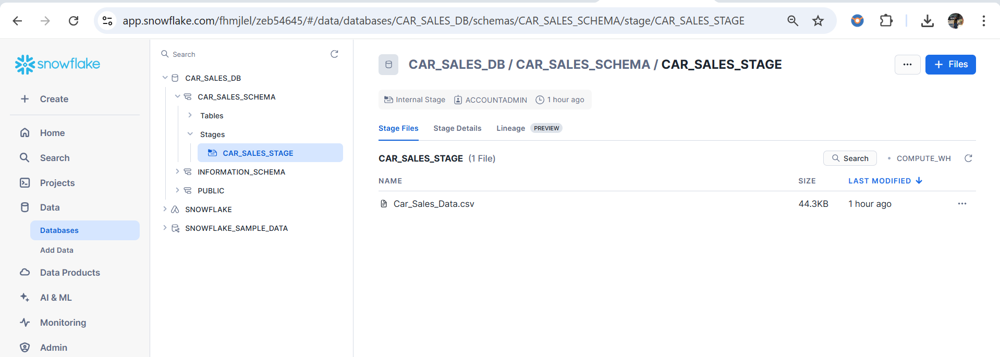 app.snowflake.com/fhmjlel/zeb54645/#/data/databases/CAR_SALES_DB/schemas/CAR_SALES_SCHEMA/stage/CAR_SALES_STAGE
snowflake
Create
Home
Search
Projects
Data
Databases
Add Data
Data Products
AI & ML
Monitoring
Admin
Search
CAR_SALES_DB
CAR_SALES_SCHEMA
Tables
Stages
CAR_SALES_STAGE
INFORMATION_SCHEMA
PUBLIC
SNOWFLAKE
SNOWFLAKE_SAMPLE_DATA
CAR_SALES_DB / CAR_SALES_SCHEMA / CAR_SALES_STAGE
... + Files
Internal Stage ACCOUNTADMIN 1 hour ago
Stage Files Stage Details Lineage PREVIEW
CAR_SALES_STAGE (1 File) Search • COMPUTE_WH
NAME SIZE LAST MODIFIED
Car_Sales_Data.csv 44.3KB 1 hour ago ...